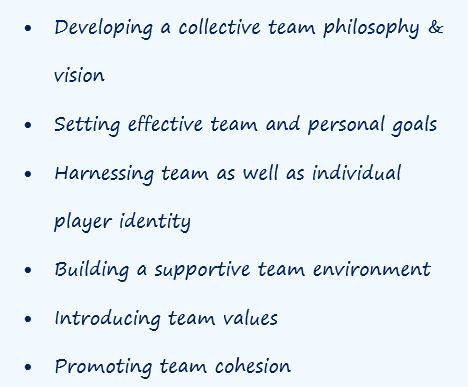 • Developing a collective team philosophy &
vision
• Setting effective team and personal goals
• Harnessing team as well as individual
player identity
• Building a supportive team environment
• Introducing team values
• Promoting team cohesion